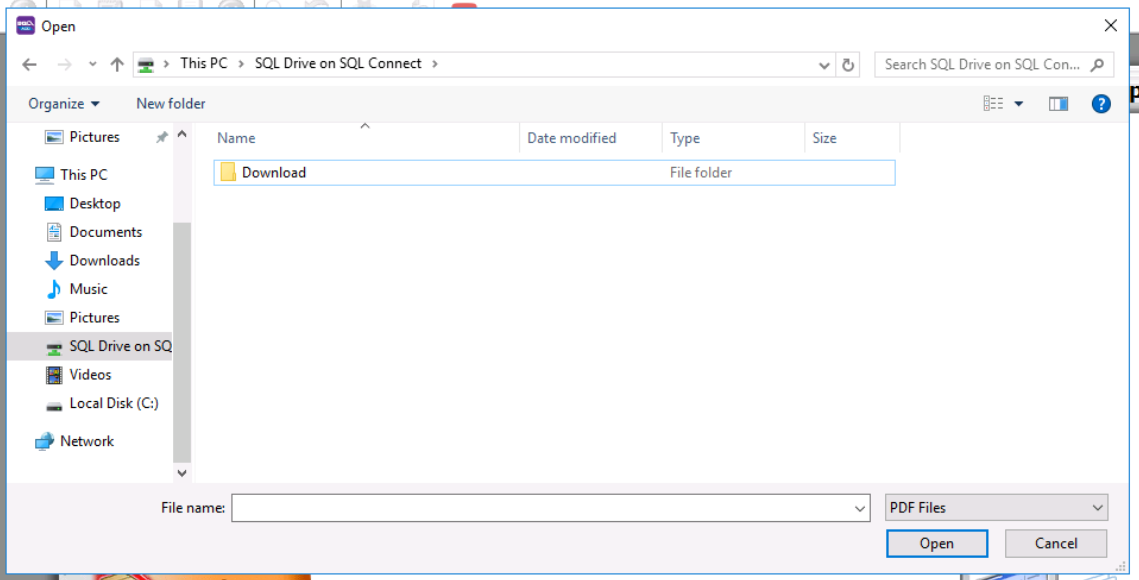 Open
This PC > SQL Drive on SQL Connect >
Search SQL Drive on SQL Con...
Organize
New folder
Name Date modified Type Size
Download File folder
Pictures
This PC
Desktop
Documents
Downloads
Music
Pictures
SQL Drive on SQ
Videos
Local Disk (C:)
Network
File name:
PDF Files
Open
Cancel